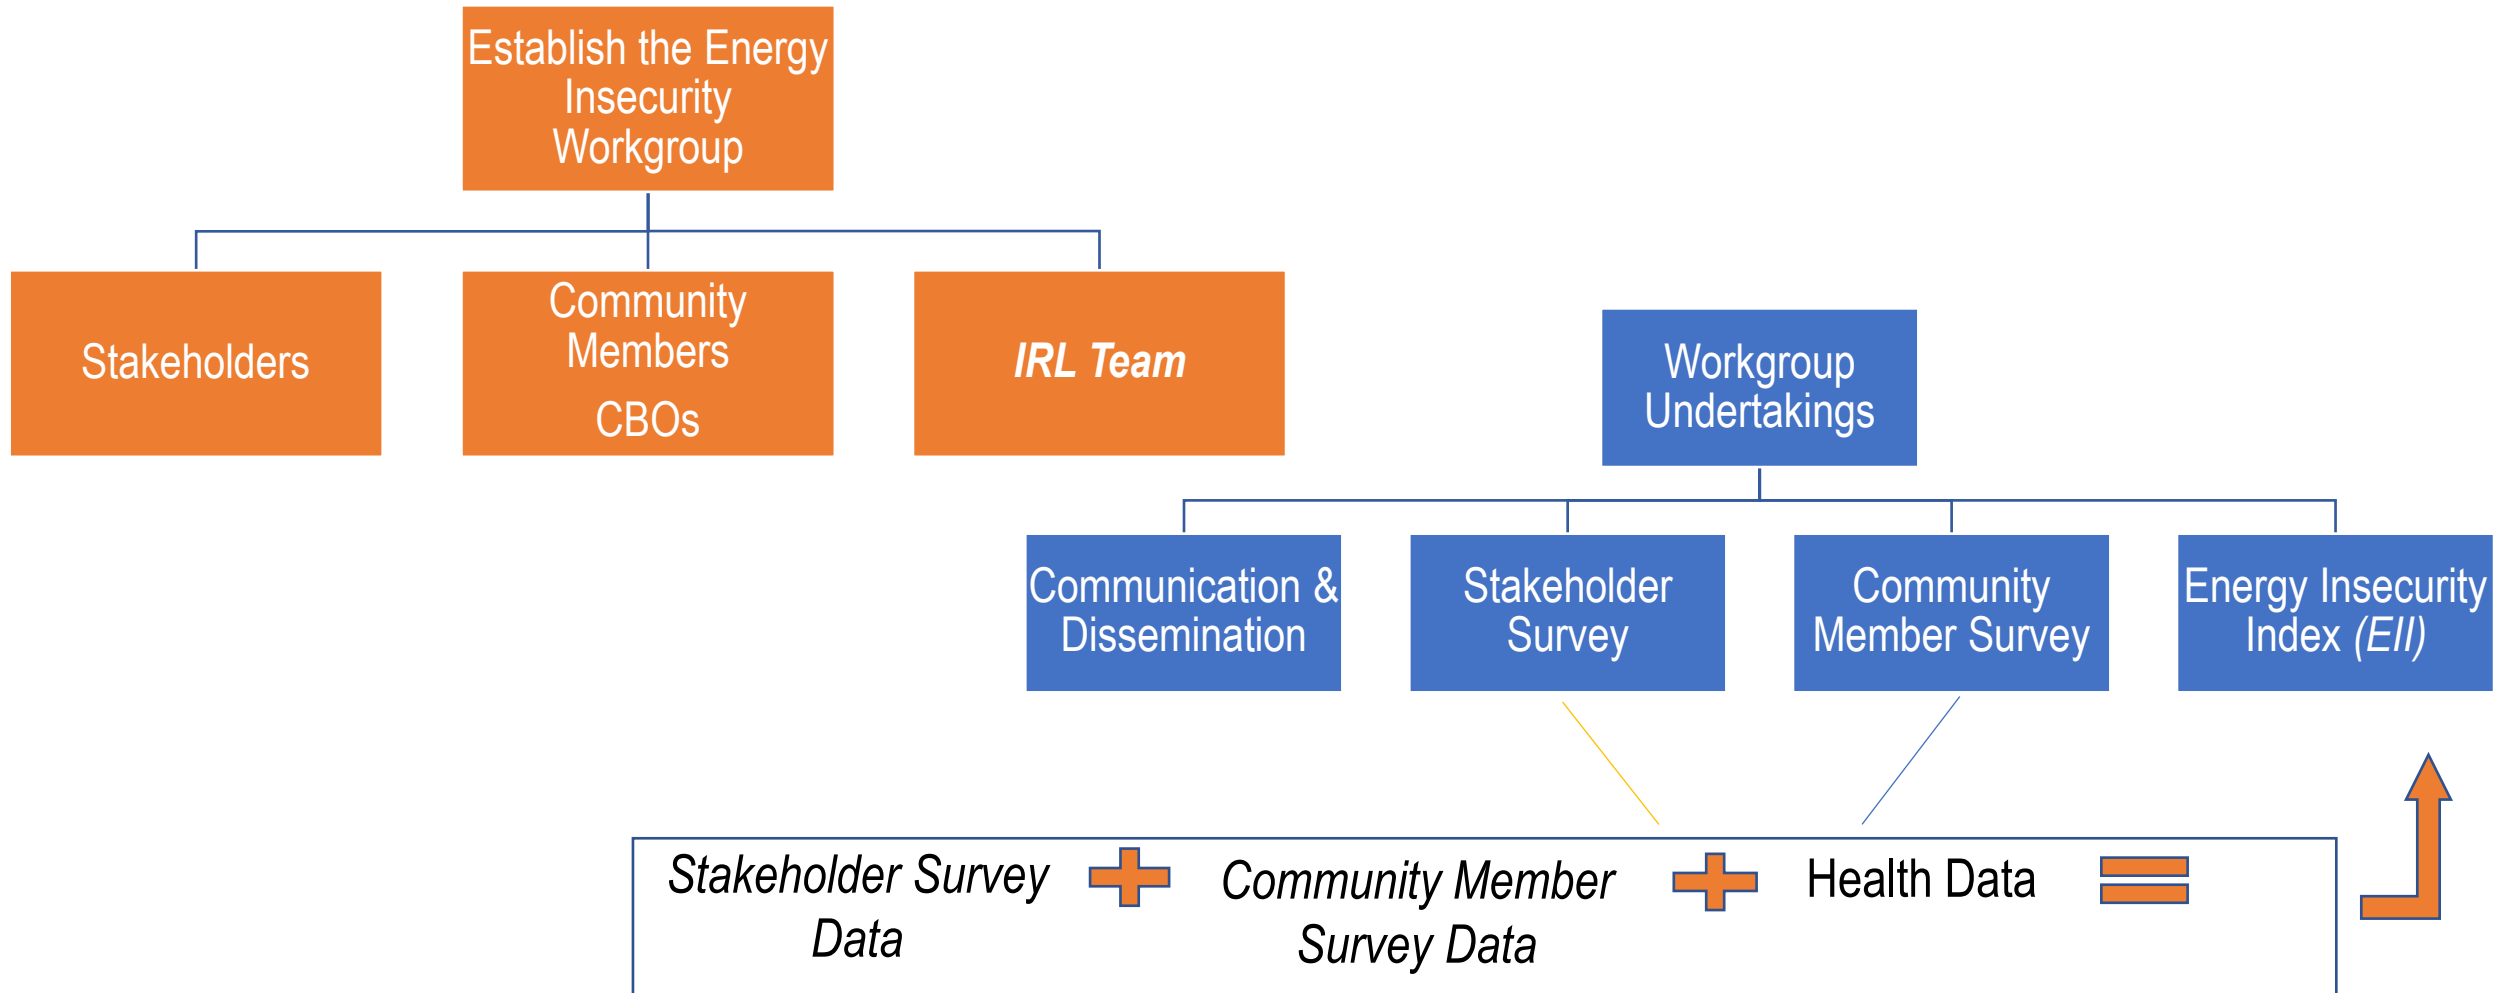 Establish the Energy
Insecurity
Workgroup
Stakeholders
Community
Members
CBOs
IRL Team
Workgroup
Undertakings
Communication &
Dissemination
Stakeholder
Survey
Community
Member Survey
Energy Insecurity
Index (EII)
Stakeholder Survey
Data
Community Member
Survey Data
Health Data